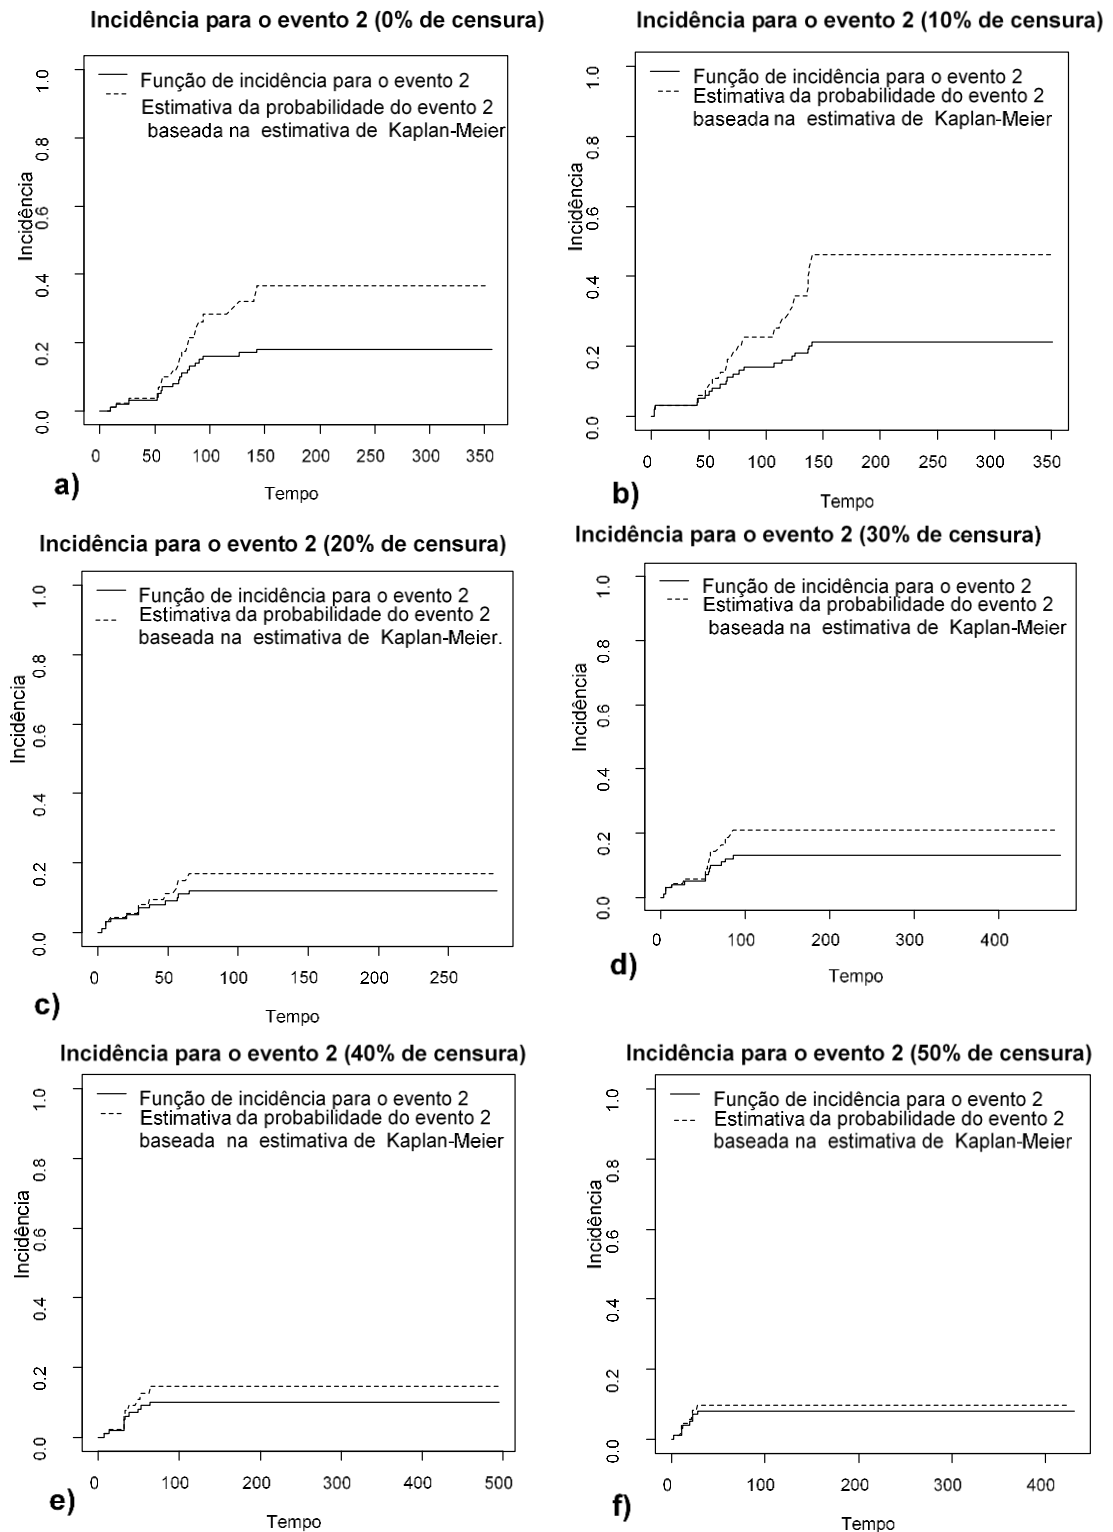 Incidência para o evento 2 (0% de censura)
Função de incidência para o evento 2
Estimativa da probabilidade do evento 2
baseada na estimativa de Kaplan-Meier
Incidência
0.0 0.2 0.4 0.6 0.8 1.0
0 50 100 150 200 250 300 350
Tempo
a)
Incidência para o evento 2 (10% de censura)
Função de incidência para o evento 2
Estimativa da probabilidade do evento 2
baseada na estimativa de Kaplan-Meier
Incidência
0.0 0.2 0.4 0.6 0.8 1.0
0 50 100 150 200 250 300 350
Tempo
b)
Incidência para o evento 2 (20% de censura)
Função de incidência para o evento 2
Estimativa da probabilidade do evento 2
baseada na estimativa de Kaplan-Meier.
Incidência
0.0 0.2 0.4 0.6 0.8 1.0
0 50 100 150 200 250
Tempo
c)
Incidência para o evento 2 (30% de censura)
Função de incidência para o evento 2
Estimativa da probabilidade do evento 2
baseada na estimativa de Kaplan-Meier
Incidência
0.0 0.2 0.4 0.6 0.8 1.0
0 100 200 300 400
Tempo
d)
Incidência para o evento 2 (40% de censura)
Função de incidência para o evento 2
Estimativa da probabilidade do evento 2
baseada na estimativa de Kaplan-Meier
Incidência
0.0 0.2 0.4 0.6 0.8 1.0
0 100 200 300 400 500
Tempo
e)
Incidência para o evento 2 (50% de censura)
Função de incidência para o evento 2
Estimativa da probabilidade do evento 2
baseada na estimativa de Kaplan-Meier
Incidência
0.0 0.2 0.4 0.6 0.8 1.0
0 100 200 300 400
Tempo
f)